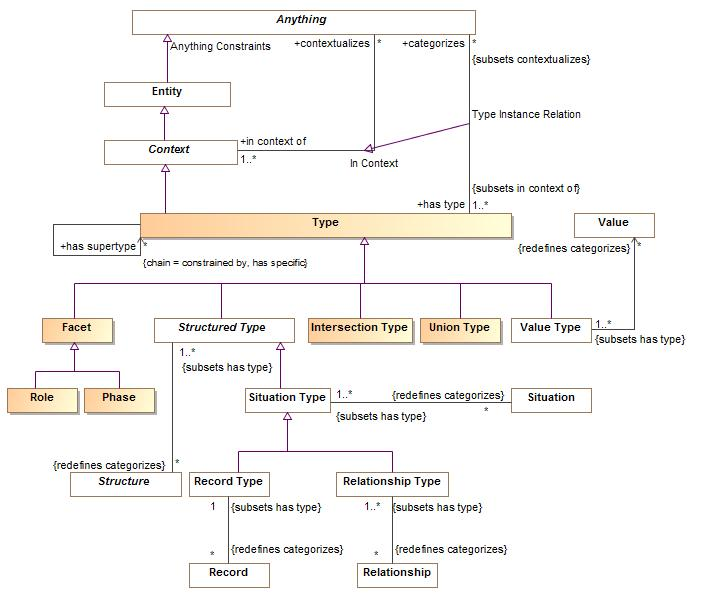 Anything
Anything Constraints
+contextualizes
*
+categorizes
*
{subsets contextualizes}
Entity
Type Instance Relation
Context
+in context of
1..*
In Context
{subsets in context of}
+has type
1..*
Type
Value
+has supertype
*
{redefines categorizes}
*
{chain = constrained by, has specific}
Facet
Structured Type
Intersection Type
Union Type
Value Type
1..*
{subsets has type}
1..*
{subsets has type}
Role
Phase
Situation Type
1..*
{redefines categorizes}
Situation
{subsets has type}
*
{redefines categorizes}
*
Structure
Record Type
Relationship Type
1
{subsets has type}
1..*
{subsets has type}
*
{redefines categorizes}
*
{redefines categorizes}
Record
Relationship